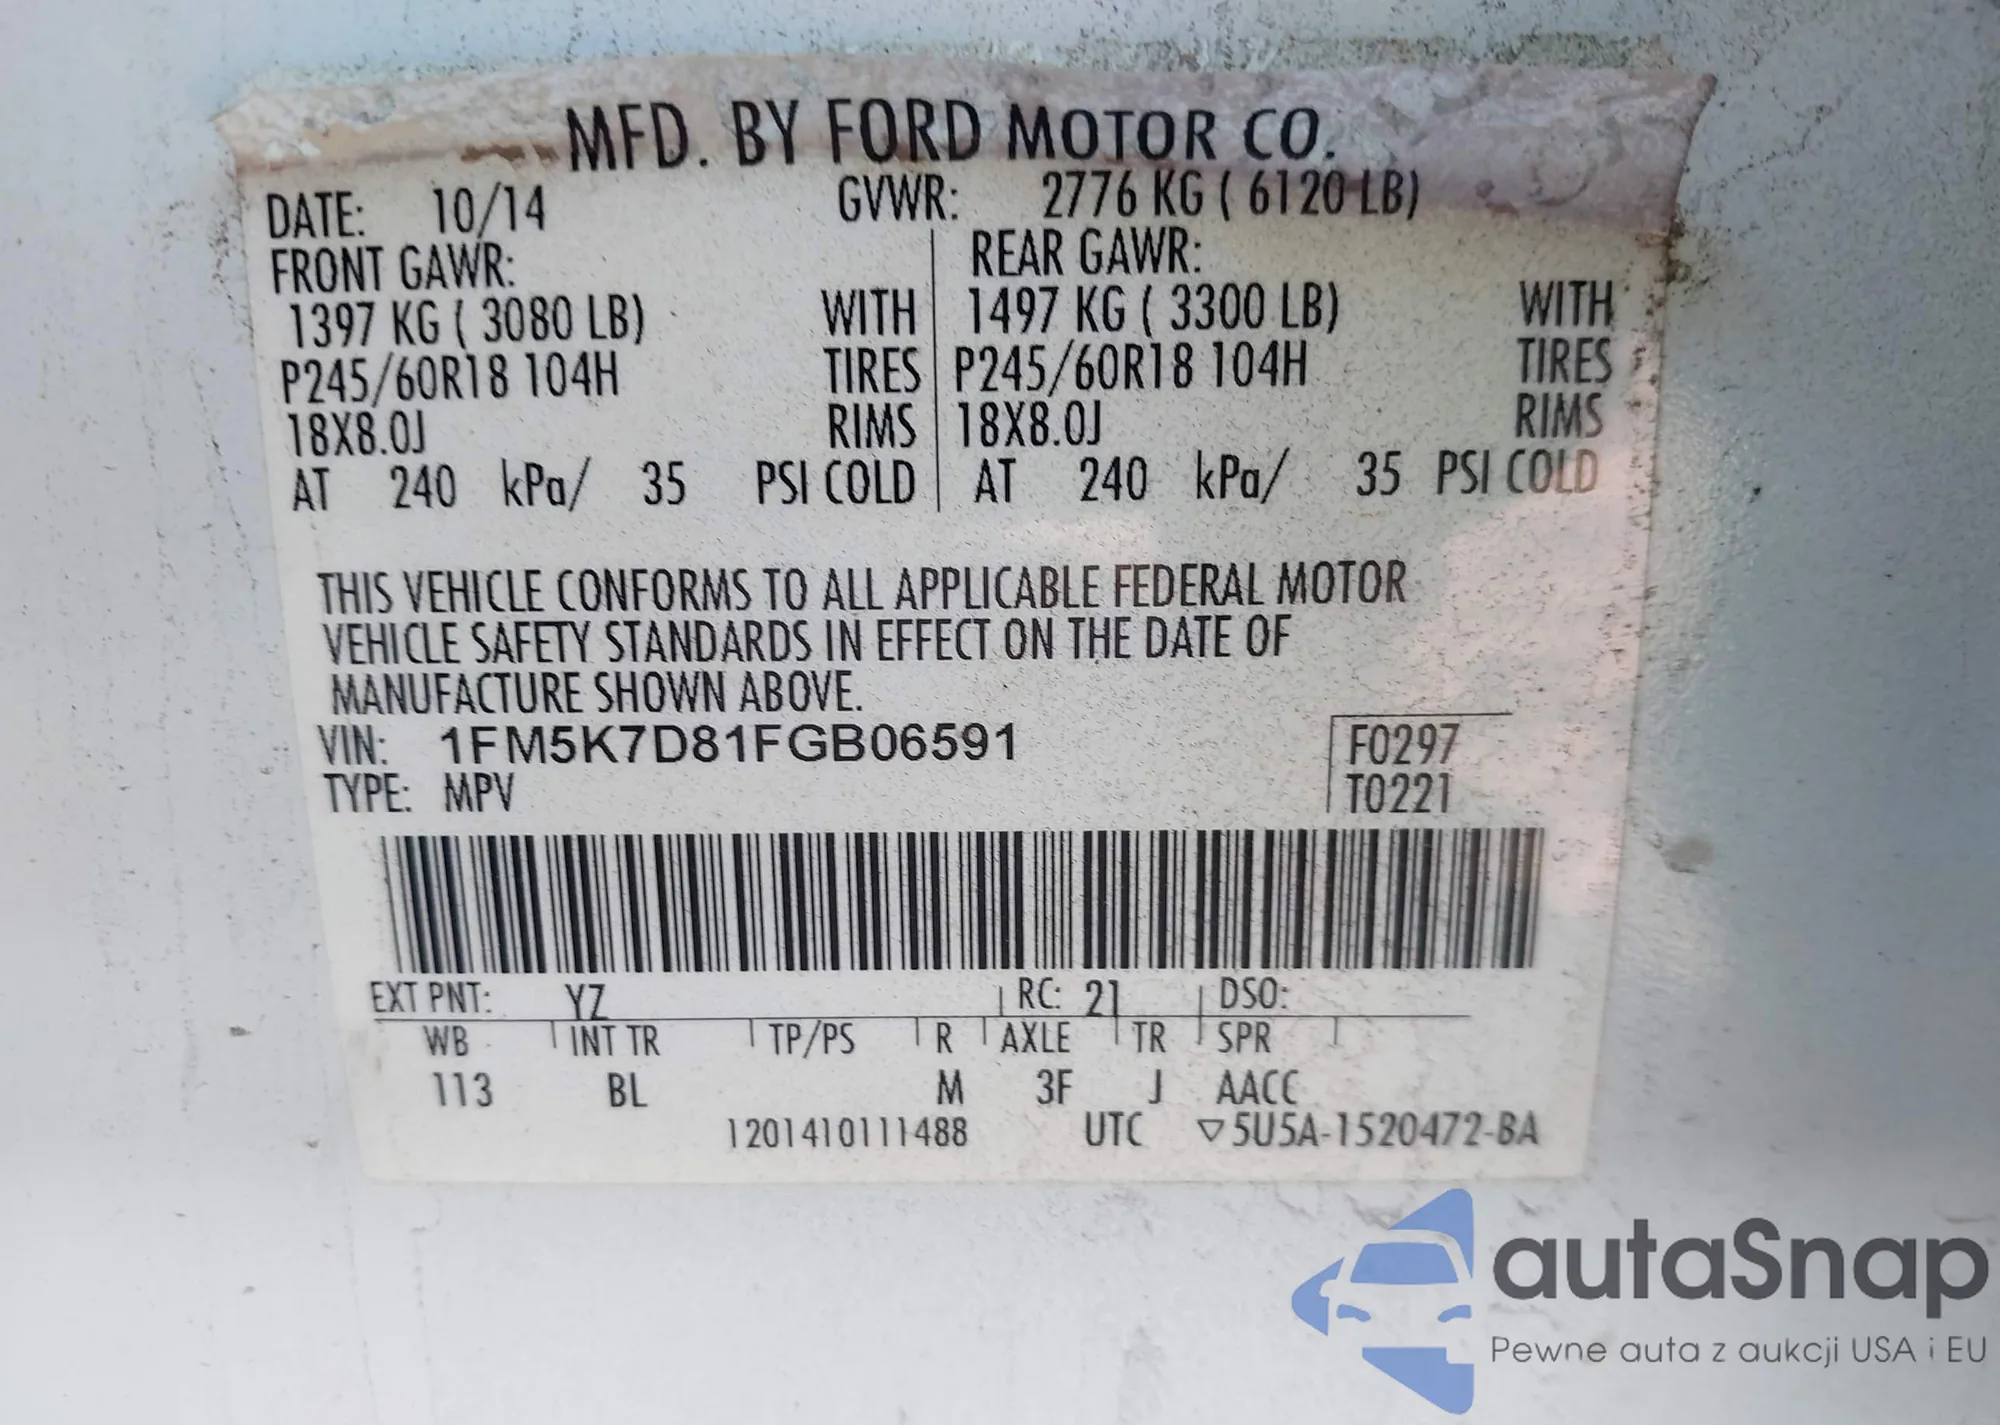 MFD. BY FORD MOTOR CO.
DATE: 10/14 GVWR: 2776 KG ( 6120 LB)
FRONT GAWR: REAR GAWR:
1397 KG ( 3080 LB) WITH 1497 KG ( 3300 LB) WITH
P245/60R18 104H TIRES P245/60R18 104H TIRES
18X8.0J RIMS 18X8.0J RIMS
AT 240 kPa/ 35 PSI COLD AT 240 kPa/ 35 PSI COLD
THIS VEHICLE CONFORMS TO ALL APPLICABLE FEDERAL MOTOR
VEHICLE SAFETY STANDARDS IN EFFECT ON THE DATE OF
MANUFACTURE SHOWN ABOVE.
VIN: 1FM5K7D81FGB06591 F0297
TYPE: MPV T0221
EXT PNT: YZ RC: 21 DSO:
WB INT TR TP/PS R AXLE TR SPR
113 BL M 3F J AACC
1201410111488 UTC ▽5U5A-1520472-BA
autaSnap
Pewne auta z aukcji USA i EU